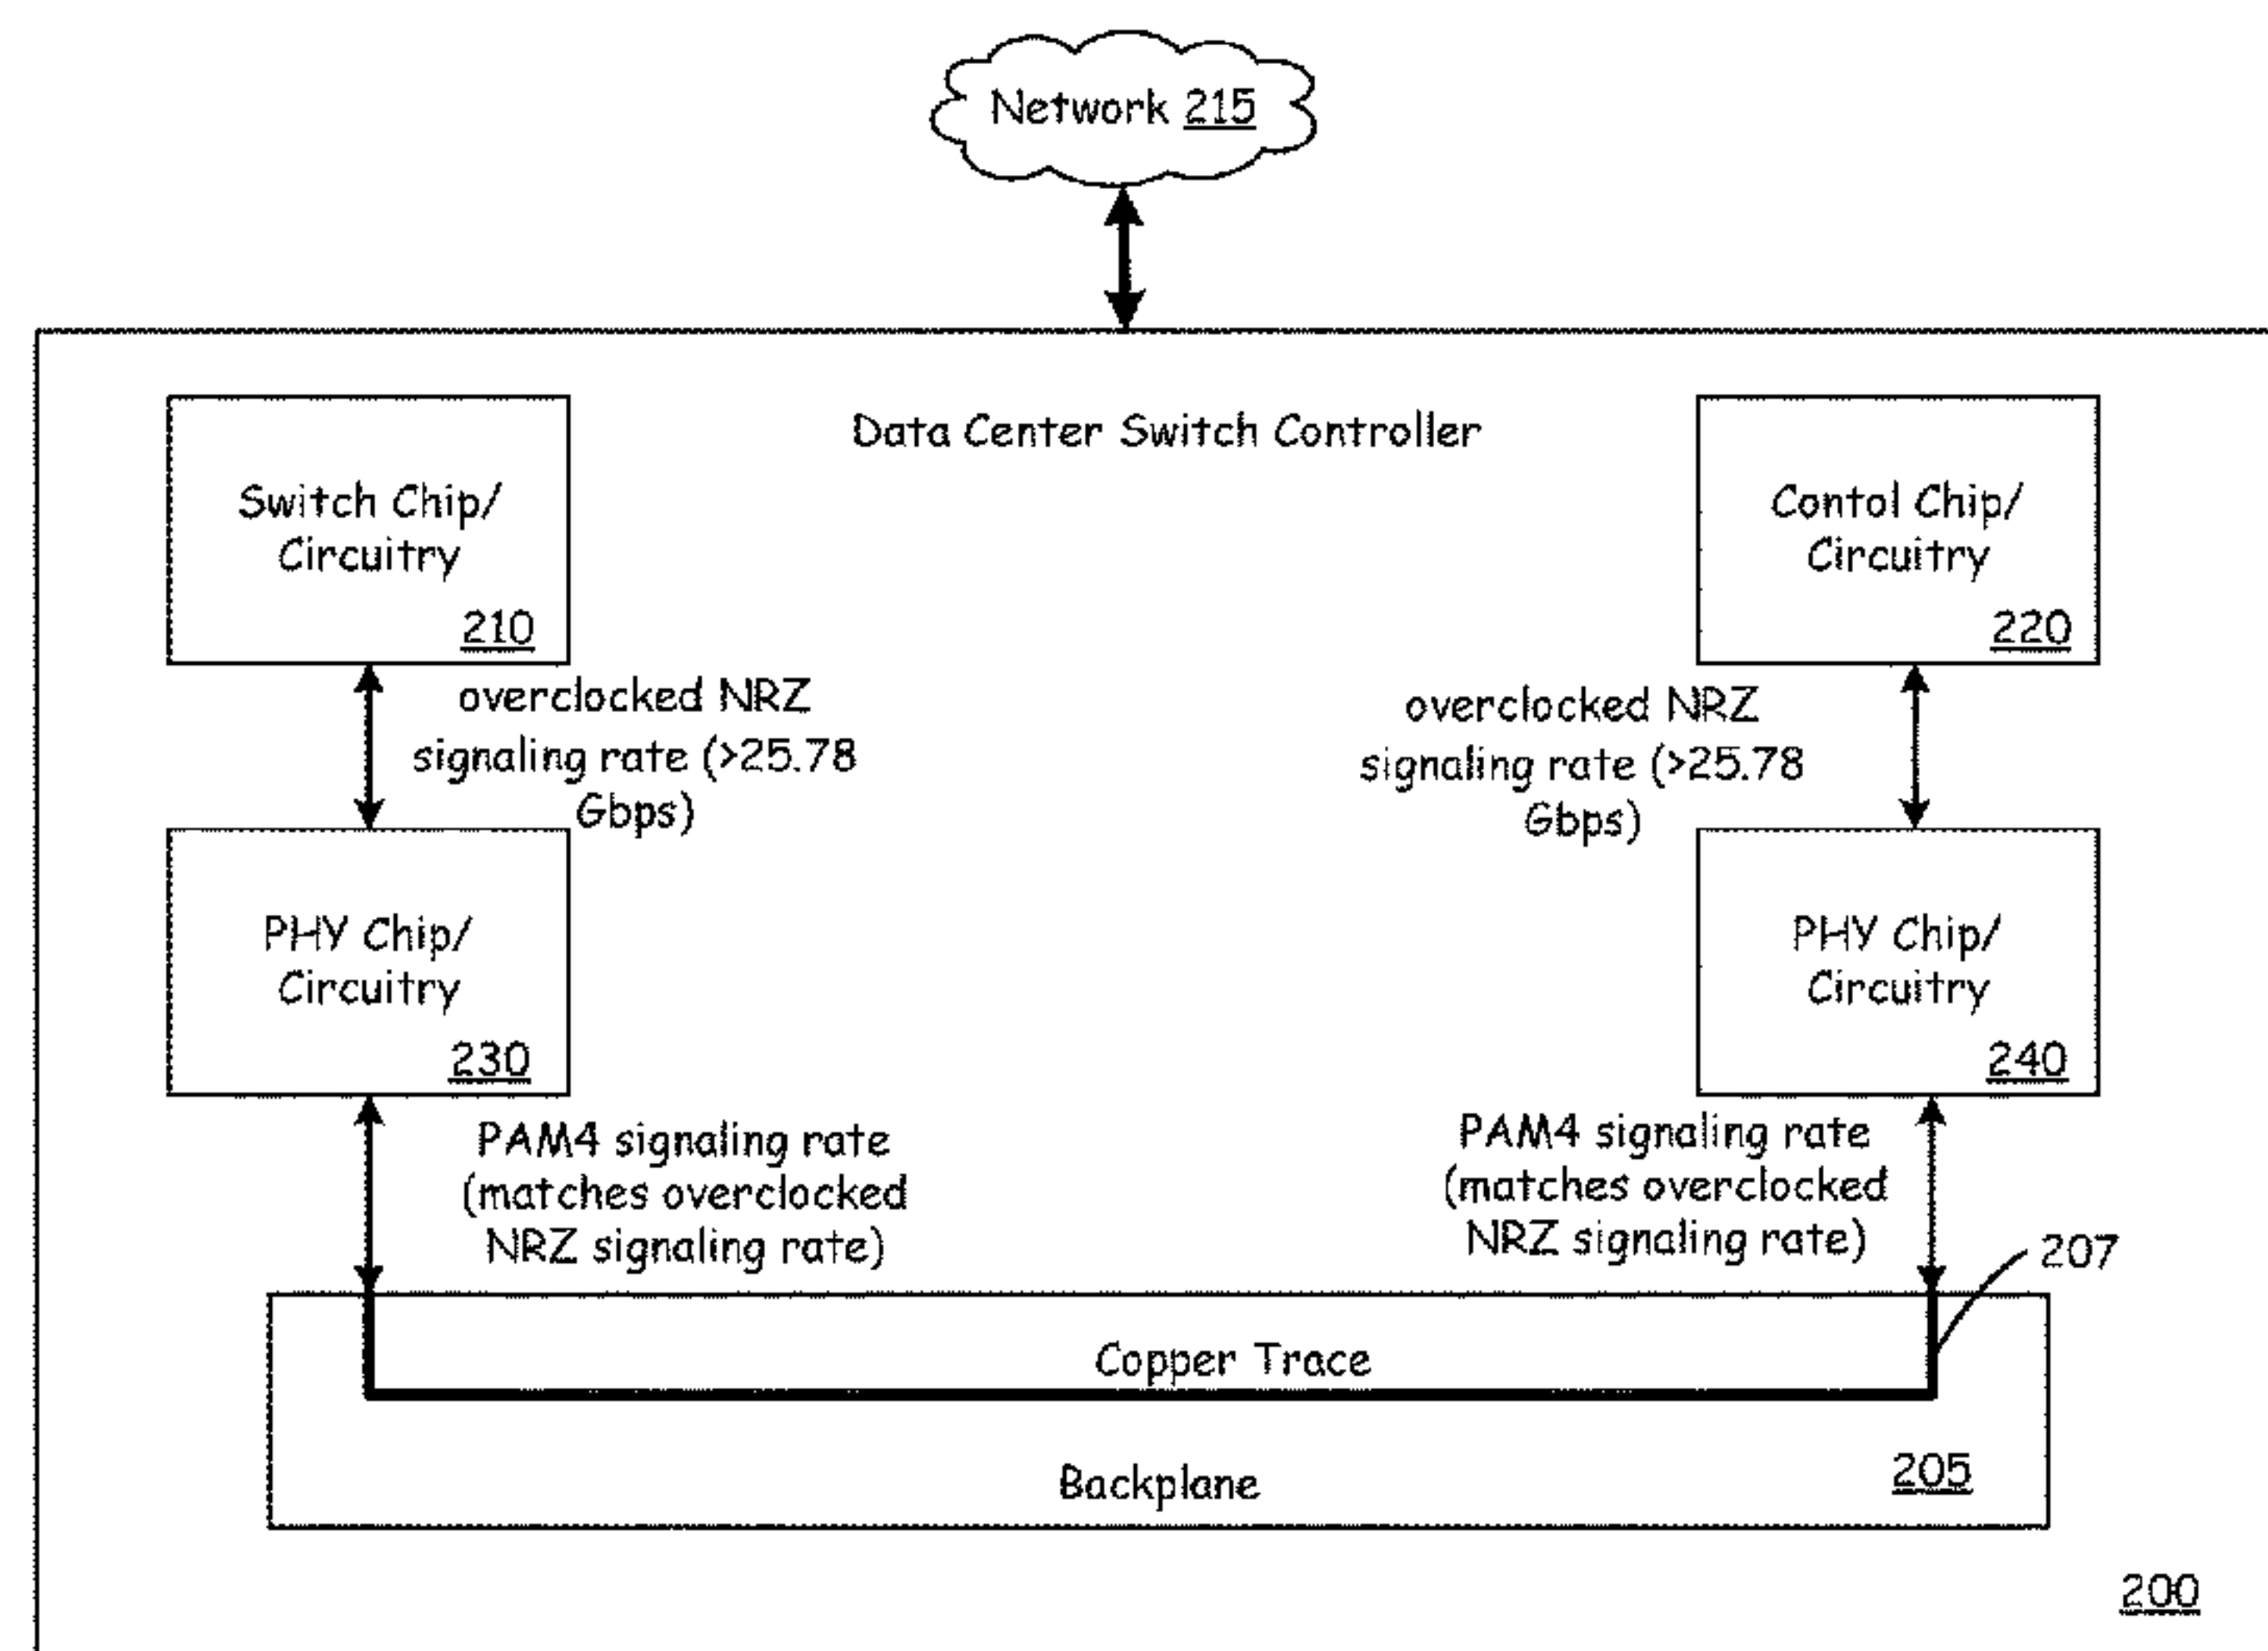 Network 215
Data Center Switch Controller
Switch Chip/
Circuitry
210
Contol Chip/
Circuitry
220
overclocked NRZ
signaling rate (>25.78
Gbps)
overclocked NRZ
signaling rate (>25.78
Gbps)
PHY Chip/
Circuitry
230
PHY Chip/
Circuitry
240
PAM4 signaling rate
(matches overclocked
NRZ signaling rate)
PAM4 signaling rate
(matches overclocked
NRZ signaling rate)
207
Copper Trace
Backplane
205
200